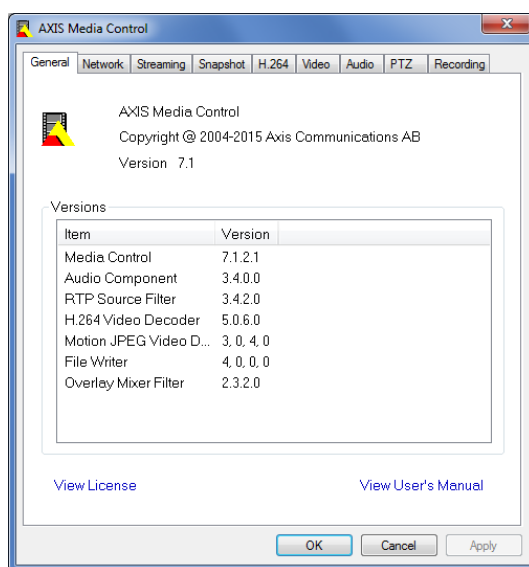 AXIS Media Control
General Network Streaming Snapshot H.264 Video Audio PTZ Recording
AXIS Media Control
Copyright @ 2004-2015 Axis Communications AB
Version 7.1
Versions
Item Version
Media Control 7.1.2.1
Audio Component 3.4.0.0
RTP Source Filter 3.4.2.0
H.264 Video Decoder 5.0.6.0
Motion JPEG Video D... 3, 0, 4, 0
File Writer 4, 0, 0, 0
Overlay Mixer Filter 2.3.2.0
View License View User's Manual
OK Cancel Apply